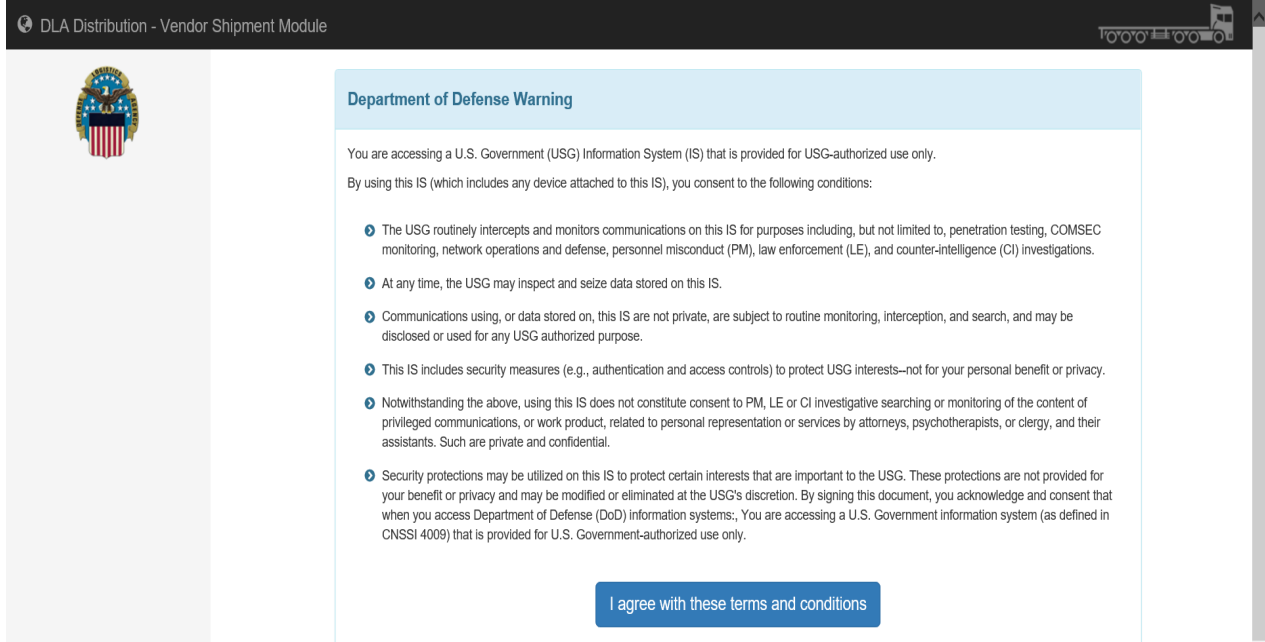 DLA Distribution - Vendor Shipment Module
Department of Defense Warning
You are accessing a U.S. Government (USG) Information System (IS) that is provided for USG-authorized use only.
By using this IS (which includes any device attached to this IS), you consent to the following conditions:
The USG routinely intercepts and monitors communications on this IS for purposes including, but not limited to, penetration testing, COMSEC
monitoring, network operations and defense, personnel misconduct (PM), law enforcement (LE), and counter-intelligence (CI) investigations.
At any time, the USG may inspect and seize data stored on this IS.
Communications using, or data stored on, this IS are not private, are subject to routine monitoring, interception, and search, and may be
disclosed or used for any USG authorized purpose.
This IS includes security measures (e.g., authentication and access controls) to protect USG interests--not for your personal benefit or privacy.
Notwithstanding the above, using this IS does not constitute consent to PM, LE or CI investigative searching or monitoring of the content of
privileged communications, or work product, related to personal representation or services by attorneys, psychotherapists, or clergy, and their
assistants. Such are private and confidential.
Security protections may be utilized on this IS to protect certain interests that are important to the USG. These protections are not provided for
your benefit or privacy and may be modified or eliminated at the USG's discretion. By signing this document, you acknowledge and consent that
when you access Department of Defense (DoD) information systems:, You are accessing a U.S. Government information system (as defined in
CNSSI 4009) that is provided for U.S. Government-authorized use only.
I agree with these terms and conditions